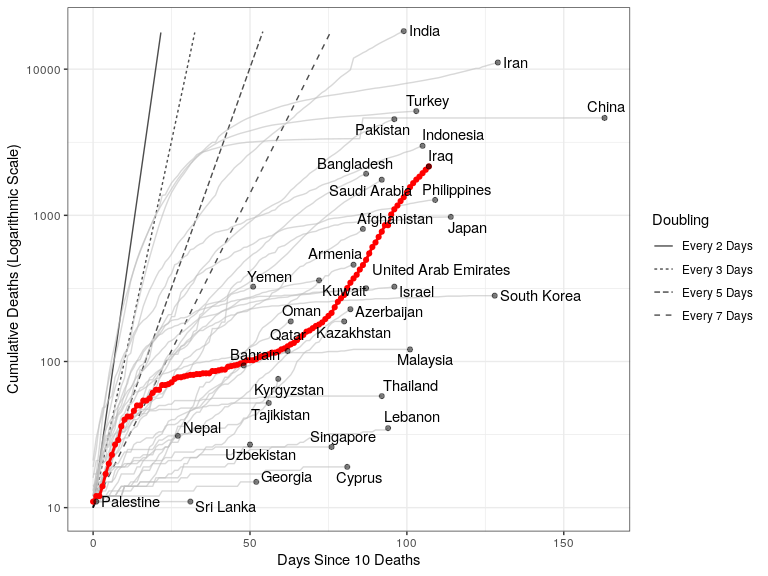 India
Iran
Turkey
China
Pakistan
Indonesia
Iraq
Bangladesh
Saudi Arabia
Philippines
Afghanistan
Japan
Armenia
Yemen
United Arab Emirates
Kuwait
Israel
South Korea
Oman
Azerbaijan
Qatar
Kazakhstan
Bahrain
Malaysia
Kyrgyzstan
Thailand
Tajikistan
Lebanon
Nepal
Singapore
Uzbekistan
Georgia
Cyprus
Palestine
Sri Lanka
10000
1000
100
10
Cumulative Deaths (Logarithmic Scale)
0
50
100
150
Days Since 10 Deaths
Doubling
Every 2 Days
Every 3 Days
Every 5 Days
Every 7 Days